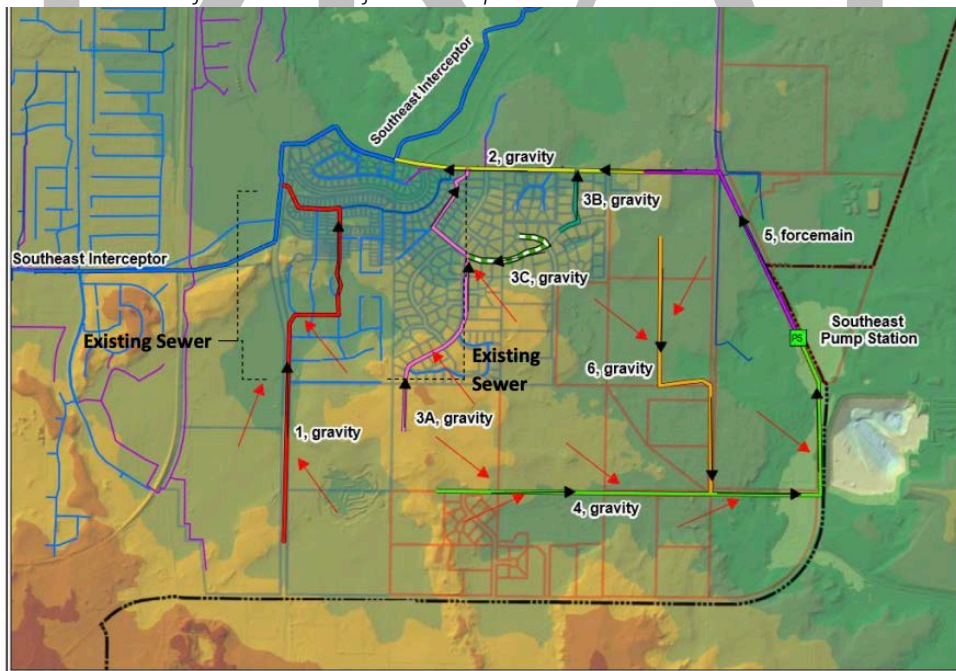 Southeast Interceptor
2, gravity
3B, gravity
5, forcemain
Southeast Interceptor
3C, gravity
PS
Southeast
Pump Station
Existing Sewer
Existing
Sewer
6, gravity
1, gravity
3A, gravity
4, gravity